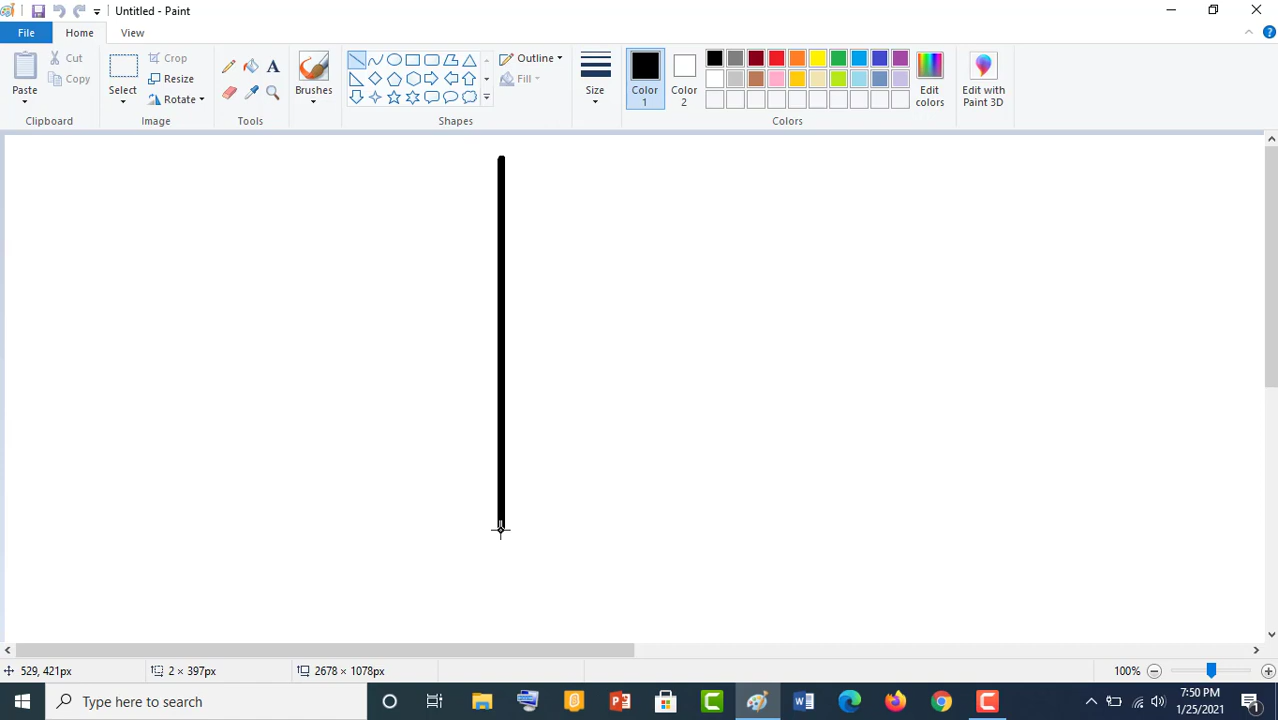 Untitled - Paint
File Home View
Paste
Cut
Copy
Clipboard
Select
Crop
Resize
Rotate
Image
A
Tools
Brushes
Outline
Fill
Shapes
Size
Color 1
Color 2
Edit colors
Colors
Edit with Paint 3D
529, 421px
2 × 397px
2678 × 1078px
100%
Type here to search
7:50 PM
1/25/2021
1